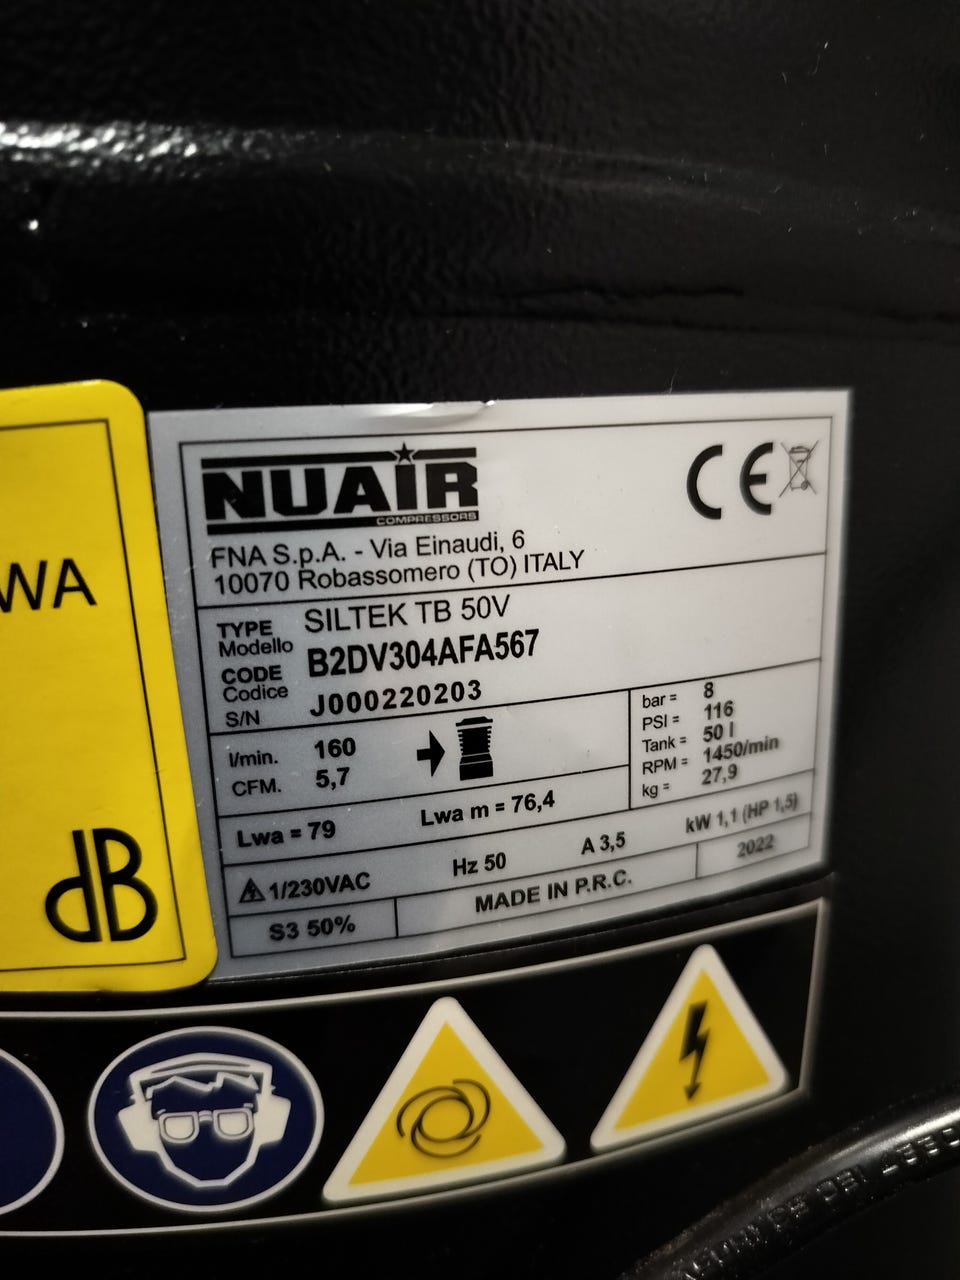 WA
dB
NUAIR
COMPRESSORS
CE
FNA S.p.A. - Via Einaudi, 6
10070 Robassomero (TO) ITALY
TYPE
Modello
SILTEK TB 50V
CODE
Codice
B2DV304AFA567
S/N
J000220203
l/min. 160
CFM. 5,7
bar = 8
PSI = 116
Tank = 50 l
RPM = 1450/min
kg = 27,9
Lwa = 79
Lwa m = 76,4
1/230VAC
Hz 50
A 3,5
kW 1,1 (HP 1,5)
S3 50%
MADE IN P.R.C.
2022